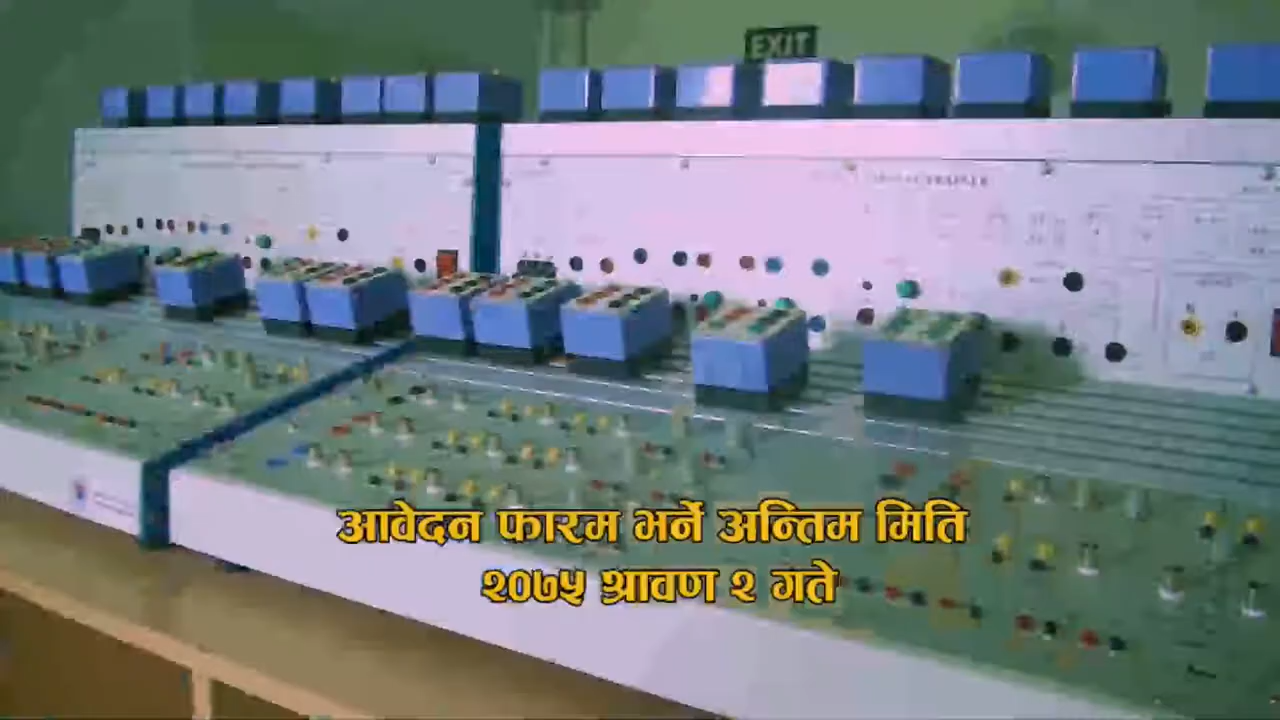 EXIT
आवेदन फारम भर्ने अन्तिम मिति
२०७५ श्रावण २ गते